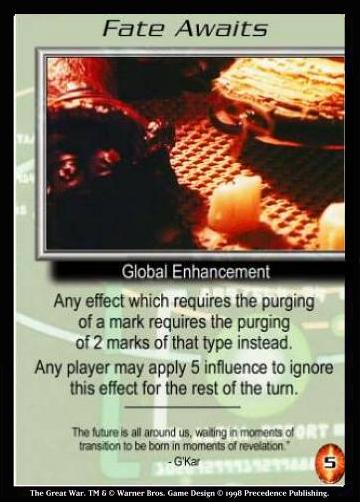 Fate Awaits
Global Enhancement
Any effect which requires the purging
of a mark requires the purging
of 2 marks of that type instead.
Any player may apply 5 influence to ignore
this effect for the rest of the turn.
The future is all around us, waiting in moments of
transition to be born in moments of revelation."
- G'Kar
5
The Great War. TM & © Warner Bros. Game Design © 1998 Precedence Publishing.